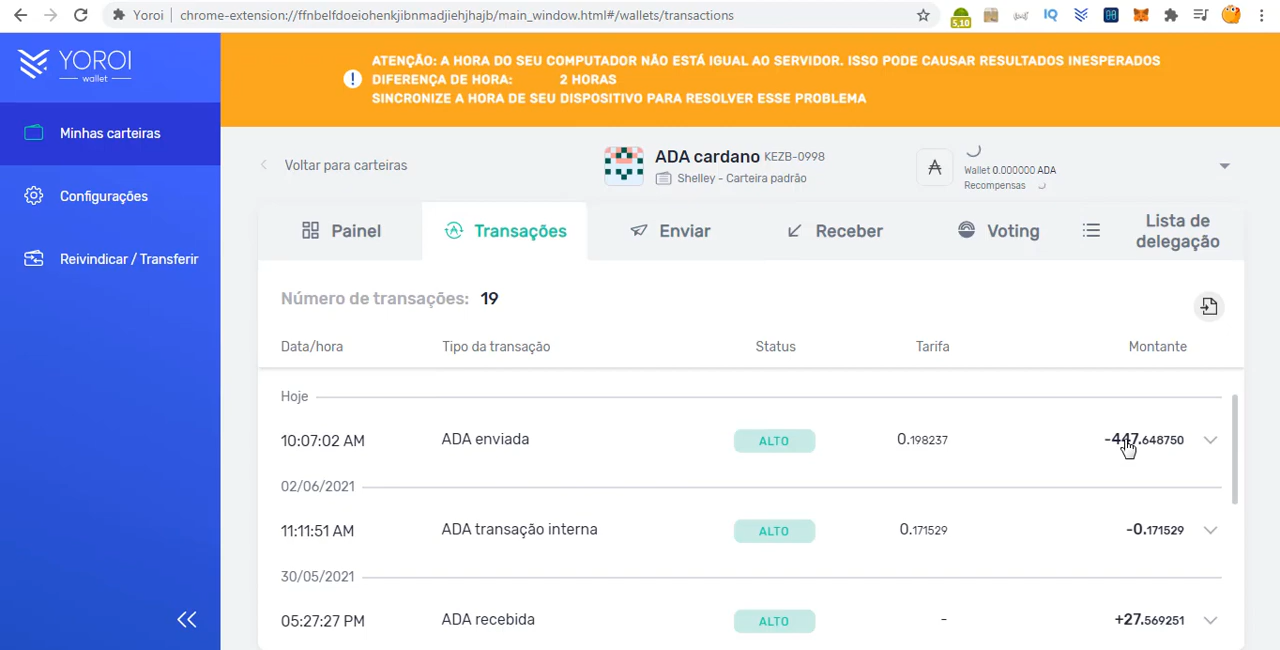 Yoroi | chrome-extension://ffnbelfdoeiohenkjibnmadjiehjhajb/main_window.html#/wallets/transactions
5,10
IQ
YOROI
wallet
ATENÇÃO: A HORA DO SEU COMPUTADOR NÃO ESTÁ IGUAL AO SERVIDOR. ISSO PODE CAUSAR RESULTADOS INESPERADOS
DIFERENÇA DE HORA: 2 HORAS
SINCRONIZE A HORA DE SEU DISPOSITIVO PARA RESOLVER ESSE PROBLEMA
Minhas carteiras
Configurações
Reivindicar / Transferir
Voltar para carteiras
ADA cardano KEZB-0998
Shelley - Carteira padrão
Wallet 0.000000 ADA
Recompensas
Painel
Transações
Enviar
Receber
Voting
Lista de
delegação
Número de transações: 19
Data/hora Tipo da transação Status Tarifa Montante
Hoje
10:07:02 AM ADA enviada ALTO 0.198237 -447.648750
02/06/2021
11:11:51 AM ADA transação interna ALTO 0.171529 -0.171529
30/05/2021
05:27:27 PM ADA recebida ALTO - +27.569251